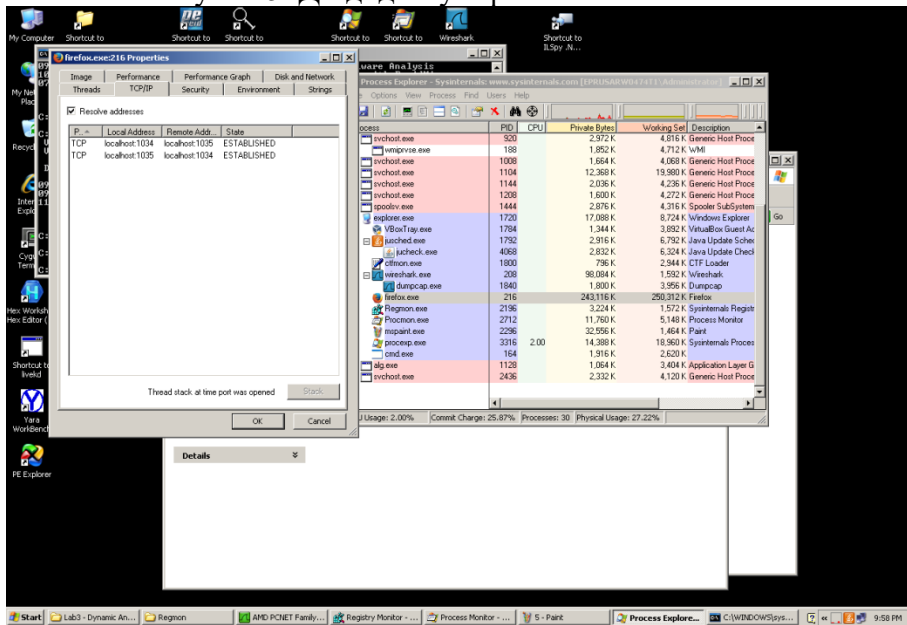 My Computer
Shortcut to
Shortcut to
Shortcut to
Shortcut to
Shortcut to
Wireshark
Shortcut to
ILSpy .N...
firefox.exe:216 Properties
Image
Performance
Performance Graph
Disk and Network
Threads
TCP/IP
Security
Environment
Strings
Resolve addresses
P...
Local Address
Remote Addr...
State
TCP localhost:1034 localhost:1035 ESTABLISHED
TCP localhost:1035 localhost:1034 ESTABLISHED
Thread stack at time port was opened
Stack
OK
Cancel
ware Analysis
Process Explorer - Sysinternals: www.sysinternals.com
Options View Process Find Users Help
ocess PID CPU Private Bytes Working Set Description
svchost.exe 920 2,972 K 4,816 K Generic Host Proce
wmiprvse.exe 188 1,852 K 4,712 K WMI
svchost.exe 1008 1,664 K 4,068 K Generic Host Proce
svchost.exe 1104 12,368 K 19,980 K Generic Host Proce
svchost.exe 1144 2,036 K 4,236 K Generic Host Proce
svchost.exe 1208 1,600 K 4,272 K Generic Host Proce
spoolsv.exe 1444 2,876 K 4,316 K Spooler SubSystem
explorer.exe 1720 17,088 K 8,724 K Windows Explorer
VBoxTray.exe 1784 1,344 K 3,892 K VirtualBox Guest Ac
jusched.exe 1792 2,916 K 6,792 K Java Update Sched
jucheck.exe 4068 2,832 K 6,324 K Java Update Check
ctfmon.exe 1800 796 K 2,944 K CTF Loader
wireshark.exe 208 98,084 K 1,592 K Wireshark
dumpcap.exe 1840 1,800 K 3,956 K Dumpcap
firefox.exe 216 243,116 K 250,312 K Firefox
Regmon.exe 2196 3,224 K 1,572 K Sysinternals Registr
Procmon.exe 2712 11,760 K 5,148 K Process Monitor
mspaint.exe 2296 32,556 K 1,464 K Paint
procexp.exe 3316 2.00 14,388 K 18,960 K Sysinternals Proces
cmd.exe 164 1,916 K 2,620 K
alg.exe 1128 1,064 K 3,404 K Application Layer G
svchost.exe 2436 2,332 K 4,120 K Generic Host Proce
U Usage: 2.00% Commit Charge: 25.87% Processes: 30 Physical Usage: 27.22%
Go
Details
My Net
Plac
Recycl
Inter
Explo
Cygw
Term
Hex Worksh
Hex Editor (
Shortcut to
livekd
Yara
WorkBench
PE Explorer
Start
Lab3 - Dynamic An...
Regmon
AMD PCNET Family...
Registry Monitor - ...
Process Monitor - ...
5 - Paint
Process Explore...
C:\WINDOWS\sys...
9:58 PM